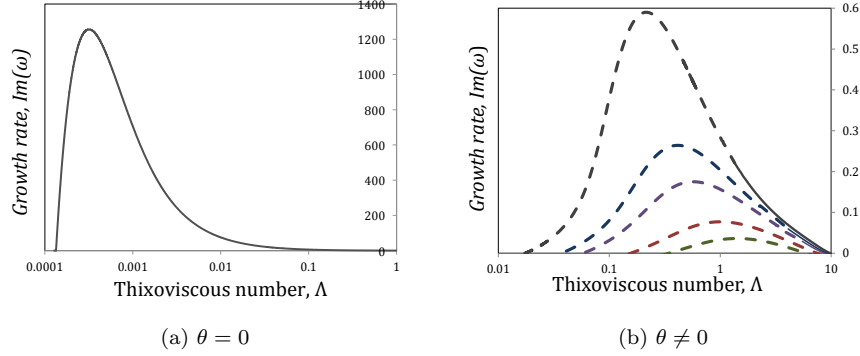 Growth rate, Im(ω)
1400
1200
1000
800
600
400
200
0
0.0001 0.001 0.01 0.1 1
Thixoviscous number, Λ
(a) θ = 0
Growth rate, Im(ω)
0.6
0.5
0.4
0.3
0.2
0.1
0
0.01 0.1 1 10
Thixoviscous number, Λ
(b) θ ≠ 0